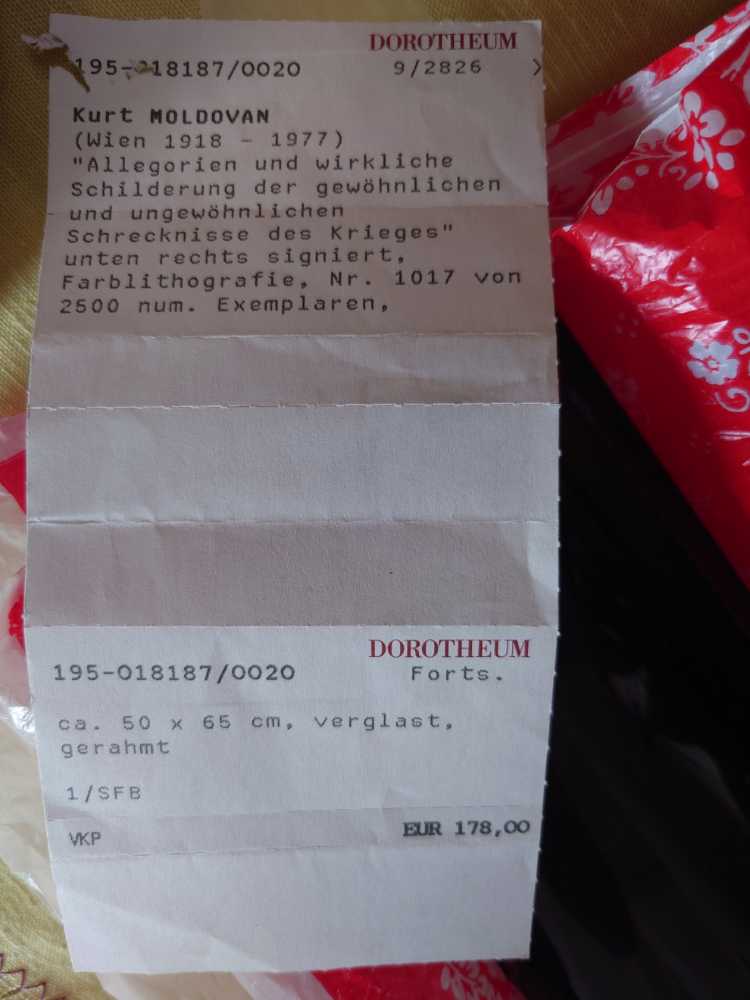 DOROTHEUM
195-018187/0020 9/2826 >
Kurt MOLDOVAN
(Wien 1918 - 1977)
"Allegorien und wirkliche
Schilderung der gewöhnlichen
und ungewöhnlichen
Schrecknisse des Krieges"
unten rechts signiert,
Farblithografie, Nr. 1017 von
2500 num. Exemplaren,
DOROTHEUM
195-018187/0020 Forts.
ca. 50 x 65 cm, verglast,
gerahmt
1/SFB
VKP EUR 178,00